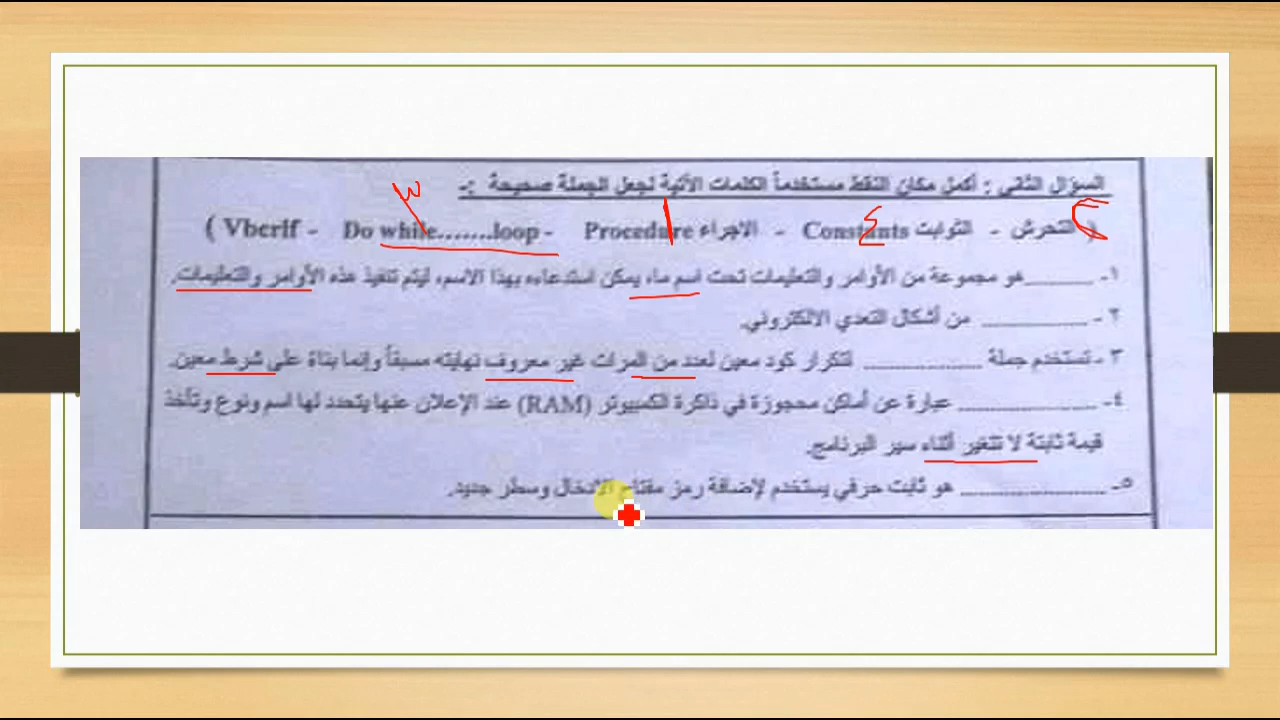 السؤال الثاني : أكمل مكان النقط مستخدماً الكلمات الآتية لجعل الجملة صحيحة :-
( التحرش - الثوابت Constants - الاجراء Procedure - Do while.......loop - Vbcrlf )
١- ........ هو مجموعة من الأوامر والتعليمات تحت اسم ما، يمكن استدعاءه بهذا الاسم، ليتم تنفيذ هذه الأوامر والتعليمات.
٢ - ........ من أشكال التعدي الالكتروني.
٣ - تستخدم جملة ........ لتكرار كود معين لعدد من المرات غير معروف نهايته مسبقاً وإنما بناءً على شرط معين.
٤- ........ عبارة عن أماكن محجوزة في ذاكرة الكمبيوتر (RAM) عند الإعلان عنها يتحدد لها اسم ونوع وتأخذ
قيمة ثابتة لا تتغير أثناء سير البرنامج.
٥- ........ هو ثابت حرفي يستخدم لإضافة رمز مفتاح الادخال وسطر جديد.